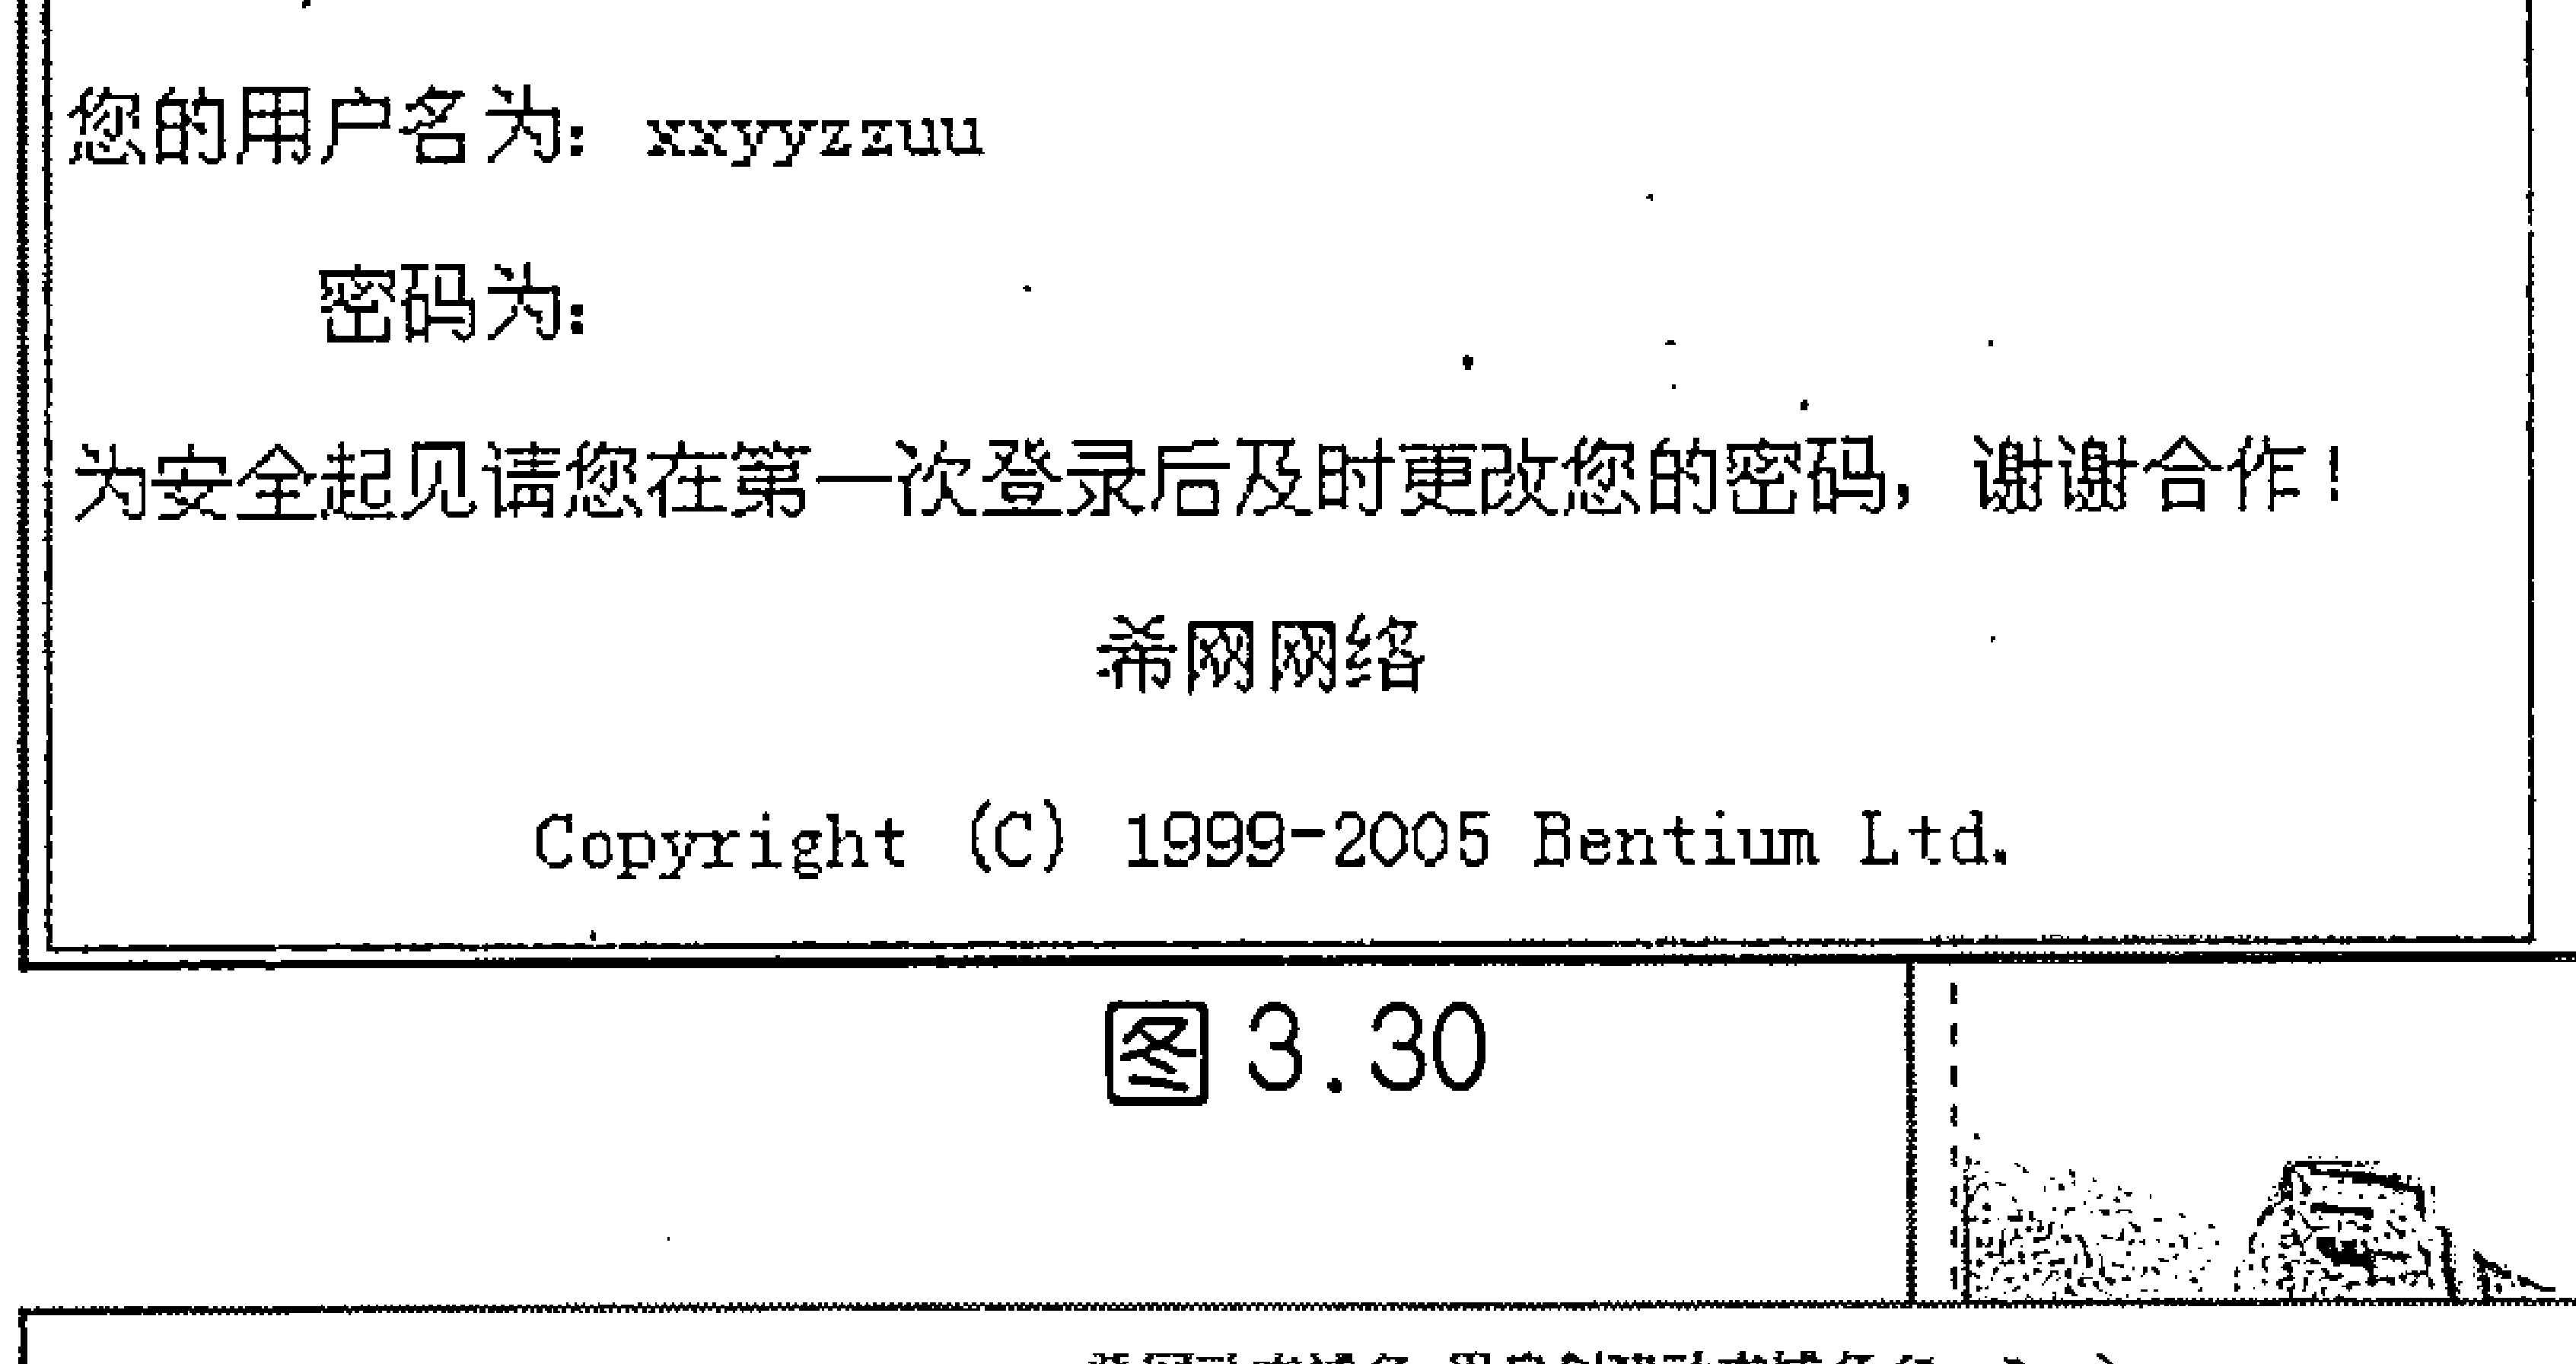 您的用户名为：xxyyzzuu
密码为：
为安全起见请您在第一次登录后及时更改您的密码，谢谢合作！
希网网络
Copyright (C) 1999-2005 Bentium Ltd.
图 3.30